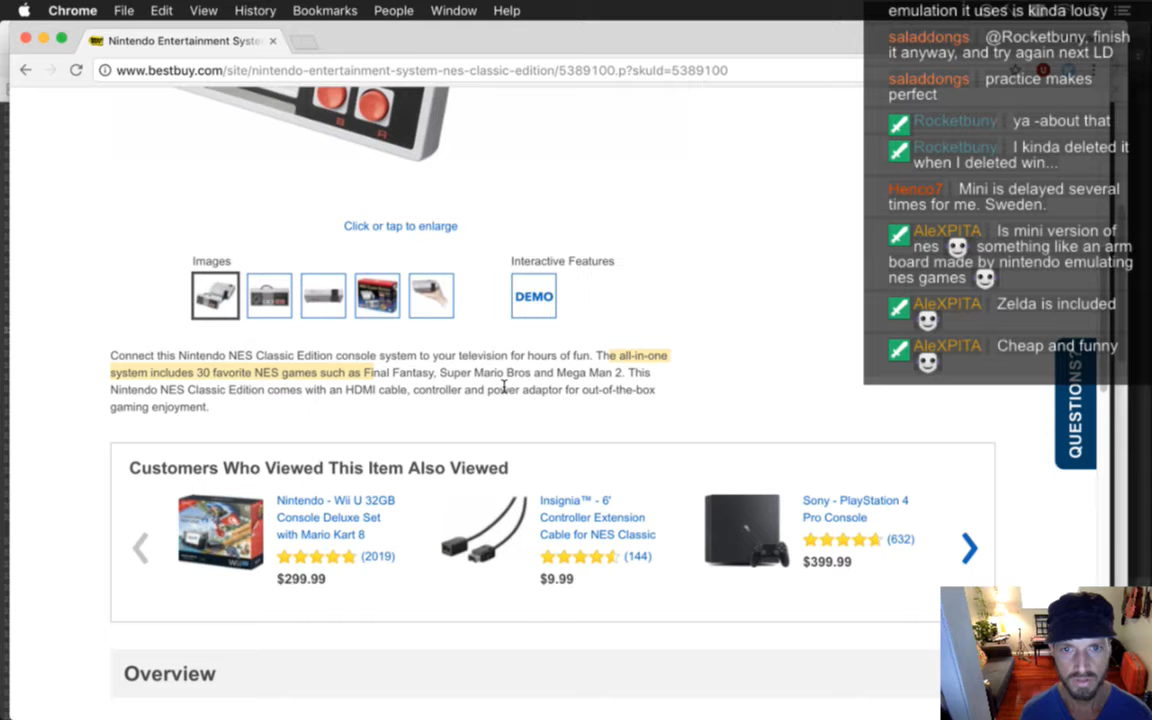 Chrome File Edit View History Bookmarks People Window Help
Nintendo Entertainment Syste
www.bestbuy.com/site/nintendo-entertainment-system-nes-classic-edition/5389100.p?skuId=5389100
B A
Click or tap to enlarge
Images
Interactive Features
DEMO
Connect this Nintendo NES Classic Edition console system to your television for hours of fun. The all-in-one
system includes 30 favorite NES games such as Final Fantasy, Super Mario Bros and Mega Man 2. This
Nintendo NES Classic Edition comes with an HDMI cable, controller and power adaptor for out-of-the-box
gaming enjoyment.
Customers Who Viewed This Item Also Viewed
Nintendo - Wii U 32GB
Console Deluxe Set
with Mario Kart 8
(2019)
$299.99
Insignia™ - 6'
Controller Extension
Cable for NES Classic
(144)
$9.99
Sony - PlayStation 4
Pro Console
(632)
$399.99
Overview
QUESTIONS?
emulation it uses is kinda lousy
saladdongs @Rocketbuny, finish
it anyway, and try again next LD
saladdongs practice makes
perfect
Rocketbuny ya -about that
Rocketbuny I kinda deleted it
when I deleted win...
Henco7 Mini is delayed several
times for me. Sweden.
AleXPITA Is mini version of
nes something like an arm
board made by nintendo emulating
nes games
AleXPITA Zelda is included
AleXPITA Cheap and funny